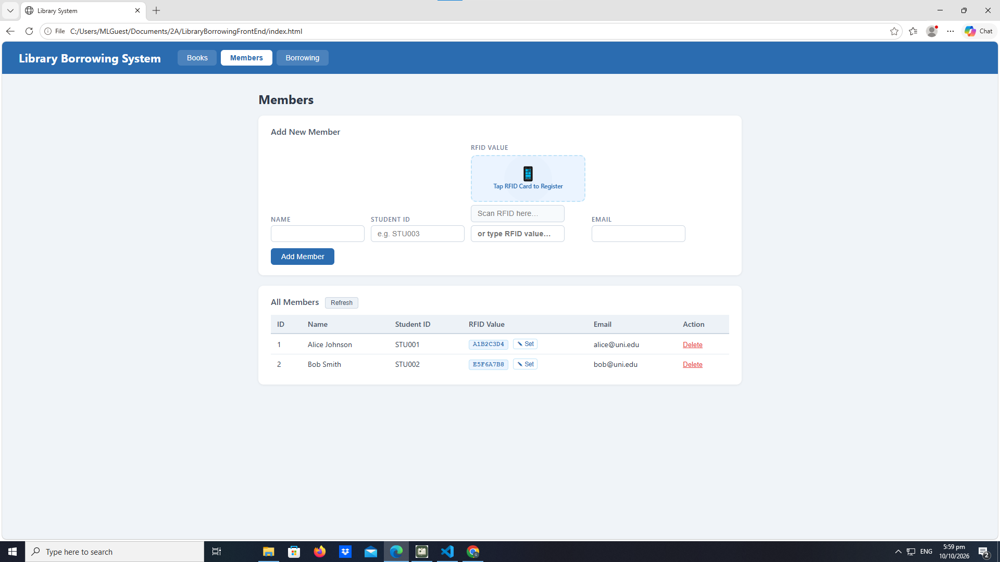 Library System
File C:/Users/MLGuest/Documents/2A/LibraryBorrowingFrontEnd/index.html
Chat
Library Borrowing System
Books
Members
Borrowing
Members
Add New Member
RFID VALUE
Tap RFID Card to Register
Scan RFID here...
NAME
STUDENT ID
EMAIL
e.g. STU003
or type RFID value...
Add Member
All Members
Refresh
ID Name Student ID RFID Value Email Action
1 Alice Johnson STU001 A1B2C3D4 Set alice@uni.edu Delete
2 Bob Smith STU002 E5F6A7B8 Set bob@uni.edu Delete
Type here to search
ENG
5:59 pm
10/10/2026
2